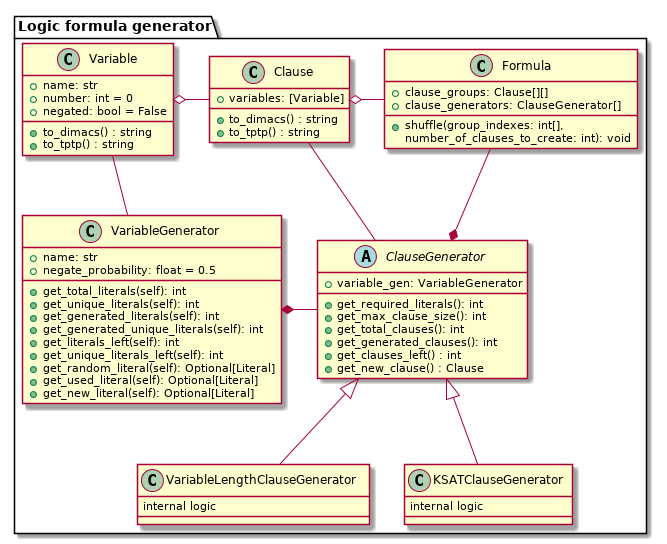 Logic formula generator
C Variable
name: str
number: int = 0
negated: bool = False
to_dimacs() : string
to_tptp() : string
C Clause
variables: [Variable]
to_dimacs() : string
to_tptp() : string
C Formula
clause_groups: Clause[][]
clause_generators: ClauseGenerator[]
shuffle(group_indexes: int[],
number_of_clauses_to_create: int): void
C VariableGenerator
name: str
negate_probability: float = 0.5
get_total_literals(self): int
get_unique_literals(self): int
get_generated_literals(self): int
get_generated_unique_literals(self): int
get_literals_left(self): int
get_unique_literals_left(self): int
get_random_literal(self): Optional[Literal]
get_used_literal(self): Optional[Literal]
get_new_literal(self): Optional[Literal]
A ClauseGenerator
variable_gen: VariableGenerator
get_required_literals(): int
get_max_clause_size(): int
get_total_clauses(): int
get_generated_clauses(): int
get_clauses_left() : int
get_new_clause() : Clause
C VariableLengthClauseGenerator
internal logic
C KSATClauseGenerator
internal logic